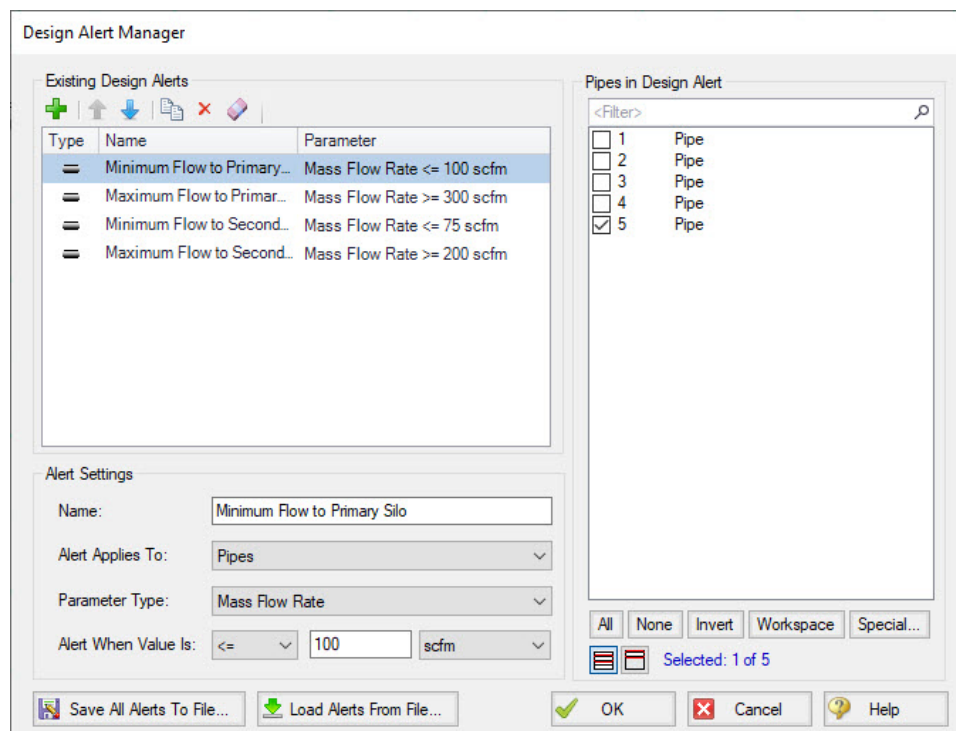 Design Alert Manager
Existing Design Alerts
Type Name Parameter
Minimum Flow to Primary... Mass Flow Rate <= 100 scfm
Maximum Flow to Primar... Mass Flow Rate >= 300 scfm
Minimum Flow to Second... Mass Flow Rate <= 75 scfm
Maximum Flow to Second... Mass Flow Rate >= 200 scfm
Alert Settings
Name: Minimum Flow to Primary Silo
Alert Applies To: Pipes
Parameter Type: Mass Flow Rate
Alert When Value Is: <= 100 scfm
Pipes in Design Alert
<Filter>
1 Pipe
2 Pipe
3 Pipe
4 Pipe
5 Pipe
All None Invert Workspace Special...
Selected: 1 of 5
Save All Alerts To File... Load Alerts From File... OK Cancel Help